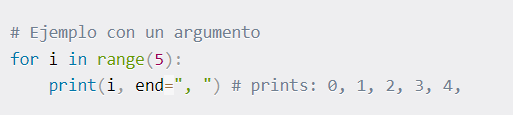 # Ejemplo con un argumento
for i in range(5):
    print(i, end=", ") # prints: 0, 1, 2, 3, 4,